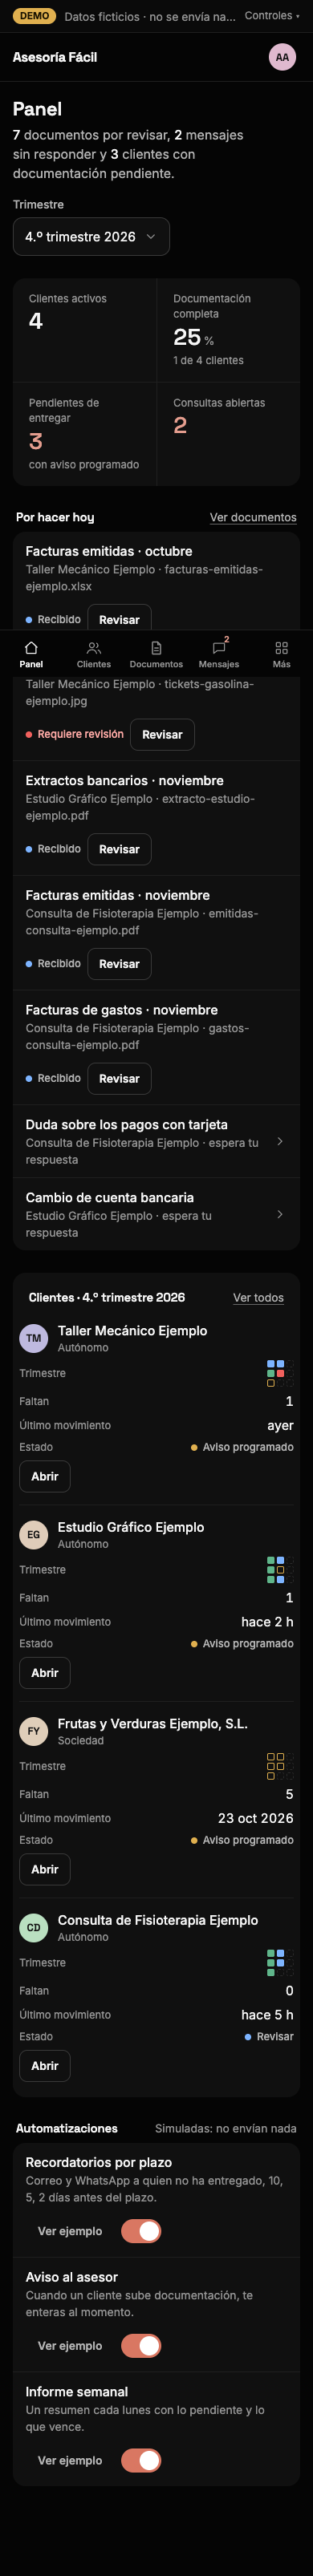 DEMO Datos ficticios · no se envía na... Controles
Asesoría Fácil
AA
Panel
7 documentos por revisar, 2 mensajes
sin responder y 3 clientes con
documentación pendiente.
Trimestre
4.º trimestre 2026
Clientes activos
4
Documentación
completa
25 %
1 de 4 clientes
Pendientes de
entregar
3
con aviso programado
Consultas abiertas
2
Por hacer hoy
Ver documentos
Facturas emitidas · octubre
Taller Mecánico Ejemplo · facturas-emitidas-
ejemplo.xlsx
Recibido
Revisar
2
Panel
Clientes
Documentos
Mensajes
Más
Taller Mecánico Ejemplo · tickets-gasolina-
ejemplo.jpg
Requiere revisión
Revisar
Extractos bancarios · noviembre
Estudio Gráfico Ejemplo · extracto-estudio-
ejemplo.pdf
Recibido
Revisar
Facturas emitidas · noviembre
Consulta de Fisioterapia Ejemplo · emitidas-
consulta-ejemplo.pdf
Recibido
Revisar
Facturas de gastos · noviembre
Consulta de Fisioterapia Ejemplo · gastos-
consulta-ejemplo.pdf
Recibido
Revisar
Duda sobre los pagos con tarjeta
Consulta de Fisioterapia Ejemplo · espera tu
respuesta
Cambio de cuenta bancaria
Estudio Gráfico Ejemplo · espera tu
respuesta
Clientes · 4.º trimestre 2026
Ver todos
TM
Taller Mecánico Ejemplo
Autónomo
Trimestre
Faltan
1
Último movimiento
ayer
Estado
Aviso programado
Abrir
EG
Estudio Gráfico Ejemplo
Autónomo
Trimestre
Faltan
1
Último movimiento
hace 2 h
Estado
Aviso programado
Abrir
FY
Frutas y Verduras Ejemplo, S.L.
Sociedad
Trimestre
Faltan
5
Último movimiento
23 oct 2026
Estado
Aviso programado
Abrir
CD
Consulta de Fisioterapia Ejemplo
Autónomo
Trimestre
Faltan
0
Último movimiento
hace 5 h
Estado
Revisar
Abrir
Automatizaciones
Simuladas: no envían nada
Recordatorios por plazo
Correo y WhatsApp a quien no ha entregado, 10,
5, 2 días antes del plazo.
Ver ejemplo
Aviso al asesor
Cuando un cliente sube documentación, te
enteras al momento.
Ver ejemplo
Informe semanal
Un resumen cada lunes con lo pendiente y lo
que vence.
Ver ejemplo